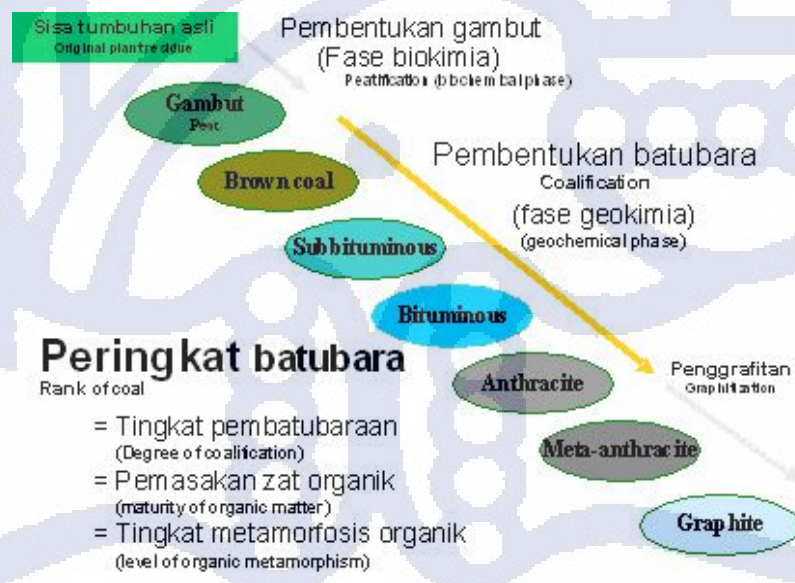 Sisa tumbuhan asli
Original plant residue
Pembentukan gambut
(Fase biokimia)
Peatification (biochemical phase)
Gambut
Peat
Brown coal
Pembentukan batubara
Coalification
(fase geokimia)
(geochemical phase)
Subbituminous
Bituminous
Peringkat batubara
Rank of coal
Anthracite
Penggrafitan
Graphitization
= Tingkat pembatubaraan
(Degree of coalification)
Meta-anthracite
= Pemasakan zat organik
(maturity of organic matter)
= Tingkat metamorfosis organik
(level of organic metamorphism)
Graphite